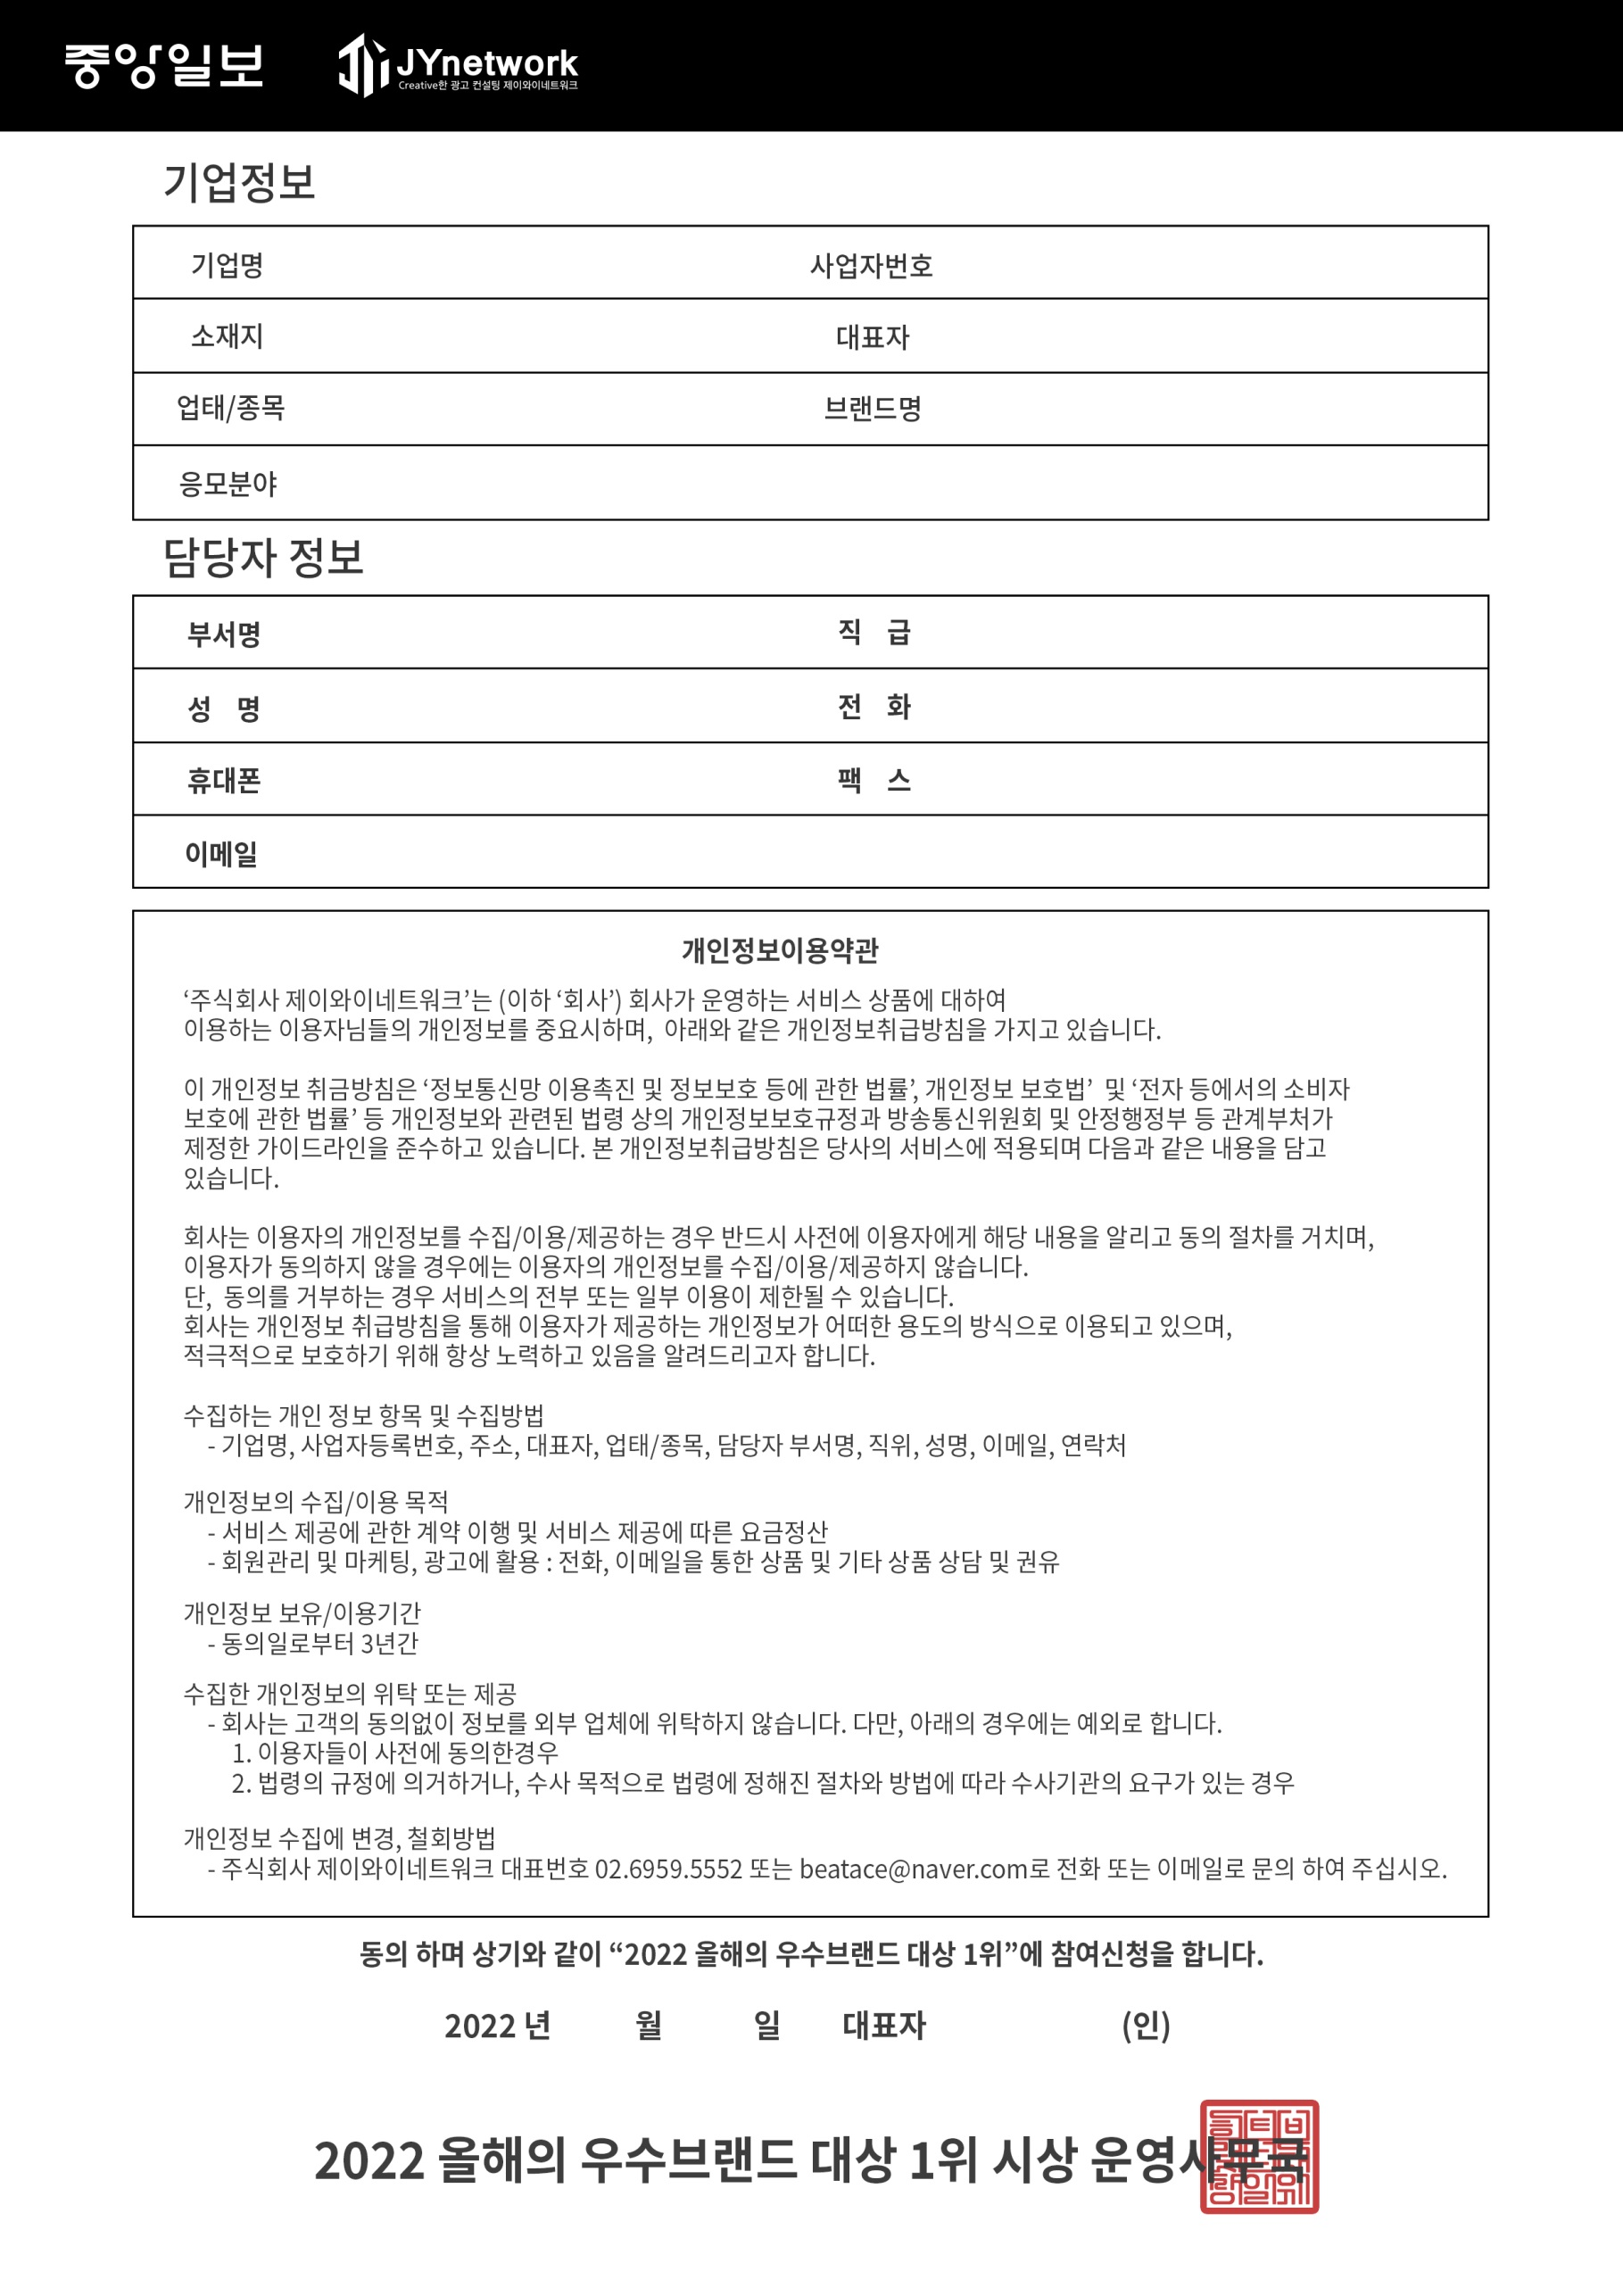 중앙일보
JYnetwork
Creative한 광고 컨설팅 제이와이네트워크
기업정보
기업명 사업자번호
소재지 대표자
업태/종목 브랜드명
응모분야
담당자 정보
부서명 직 급
성 명 전 화
휴대폰 팩 스
이메일
개인정보이용약관
‘주식회사 제이와이네트워크’는 (이하 ‘회사’) 회사가 운영하는 서비스 상품에 대하여
이용하는 이용자님들의 개인정보를 중요시하며, 아래와 같은 개인정보취급방침을 가지고 있습니다.
이 개인정보 취금방침은 ‘정보통신망 이용촉진 및 정보보호 등에 관한 법률’, 개인정보 보호법’ 및 ‘전자 등에서의 소비자
보호에 관한 법률’ 등 개인정보와 관련된 법령 상의 개인정보보호규정과 방송통신위원회 및 안정행정부 등 관계부처가
제정한 가이드라인을 준수하고 있습니다. 본 개인정보취급방침은 당사의 서비스에 적용되며 다음과 같은 내용을 담고
있습니다.
회사는 이용자의 개인정보를 수집/이용/제공하는 경우 반드시 사전에 이용자에게 해당 내용을 알리고 동의 절차를 거치며,
이용자가 동의하지 않을 경우에는 이용자의 개인정보를 수집/이용/제공하지 않습니다.
단, 동의를 거부하는 경우 서비스의 전부 또는 일부 이용이 제한될 수 있습니다.
회사는 개인정보 취급방침을 통해 이용자가 제공하는 개인정보가 어떠한 용도의 방식으로 이용되고 있으며,
적극적으로 보호하기 위해 항상 노력하고 있음을 알려드리고자 합니다.
수집하는 개인 정보 항목 및 수집방법
- 기업명, 사업자등록번호, 주소, 대표자, 업태/종목, 담당자 부서명, 직위, 성명, 이메일, 연락처
개인정보의 수집/이용 목적
- 서비스 제공에 관한 계약 이행 및 서비스 제공에 따른 요금정산
- 회원관리 및 마케팅, 광고에 활용 : 전화, 이메일을 통한 상품 및 기타 상품 상담 및 권유
개인정보 보유/이용기간
- 동의일로부터 3년간
수집한 개인정보의 위탁 또는 제공
- 회사는 고객의 동의없이 정보를 외부 업체에 위탁하지 않습니다. 다만, 아래의 경우에는 예외로 합니다.
1. 이용자들이 사전에 동의한경우
2. 법령의 규정에 의거하거나, 수사 목적으로 법령에 정해진 절차와 방법에 따라 수사기관의 요구가 있는 경우
개인정보 수집에 변경, 철회방법
- 주식회사 제이와이네트워크 대표번호 02.6959.5552 또는 beatace@naver.com로 전화 또는 이메일로 문의 하여 주십시오.
동의 하며 상기와 같이 “2022 올해의 우수브랜드 대상 1위”에 참여신청을 합니다.
2022 년 월 일 대표자 (인)
2022 올해의 우수브랜드 대상 1위 시상 운영사무국